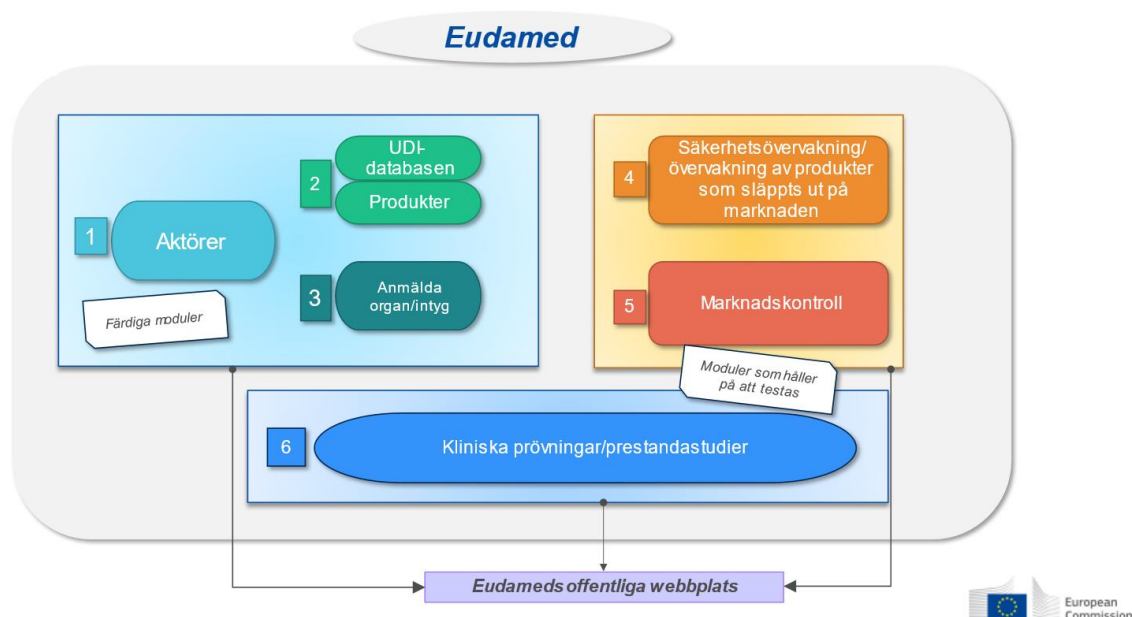 Eudamed
1
Aktörer
Färdiga moduler
2
UDI-
databasen
Produkter
3
Anmälda
organ/intyg
4
Säkerhetsövervakning/
övervakning av produkter
som släppts ut på
marknaden
5
Marknadskontroll
Moduler som håller
på att testas
6
Kliniska prövningar/prestandastudier
Eudameds offentliga webbplats
European
Commission